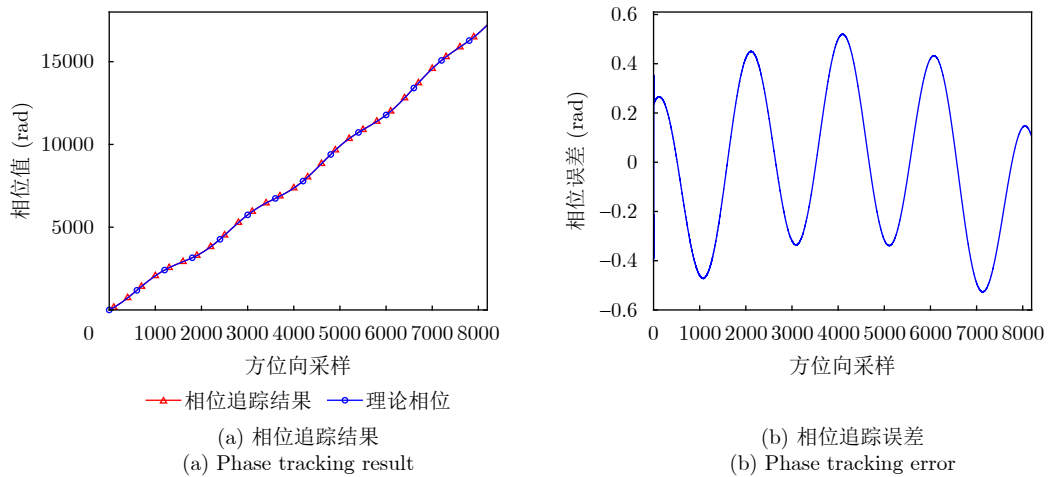 15000
10000
5000
0
相位值 (rad)
1000 2000 3000 4000 5000 6000 7000 8000
方位向采样
相位追踪结果 理论相位
(a) 相位追踪结果
(a) Phase tracking result
0.6
0.4
0.2
0
−0.2
−0.4
−0.6
相位误差 (rad)
0 1000 2000 3000 4000 5000 6000 7000 8000
方位向采样
(b) 相位追踪误差
(b) Phase tracking error